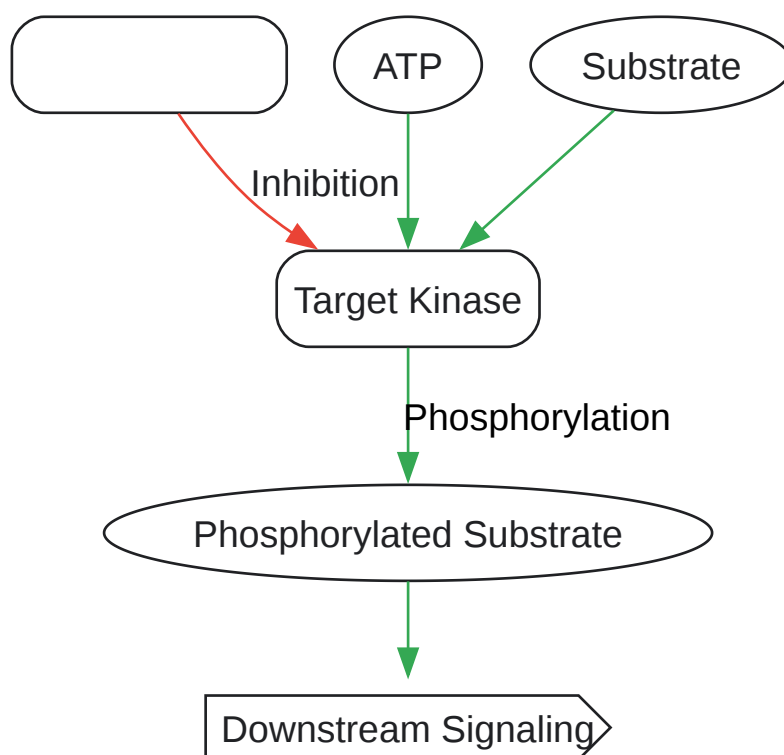 ATP
Substrate
Inhibition
Target Kinase
Phosphorylation
Phosphorylated Substrate
Downstream Signaling